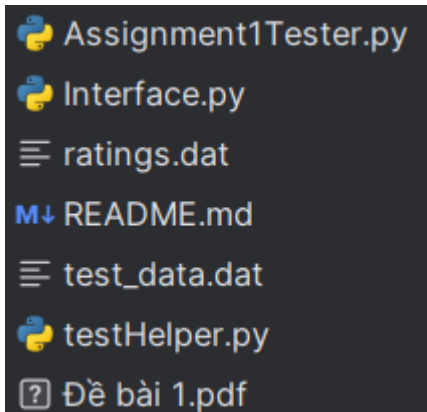 Assignment1Tester.py
Interface.py
ratings.dat
M↓ README.md
test_data.dat
testHelper.py
? Đề bài 1.pdf